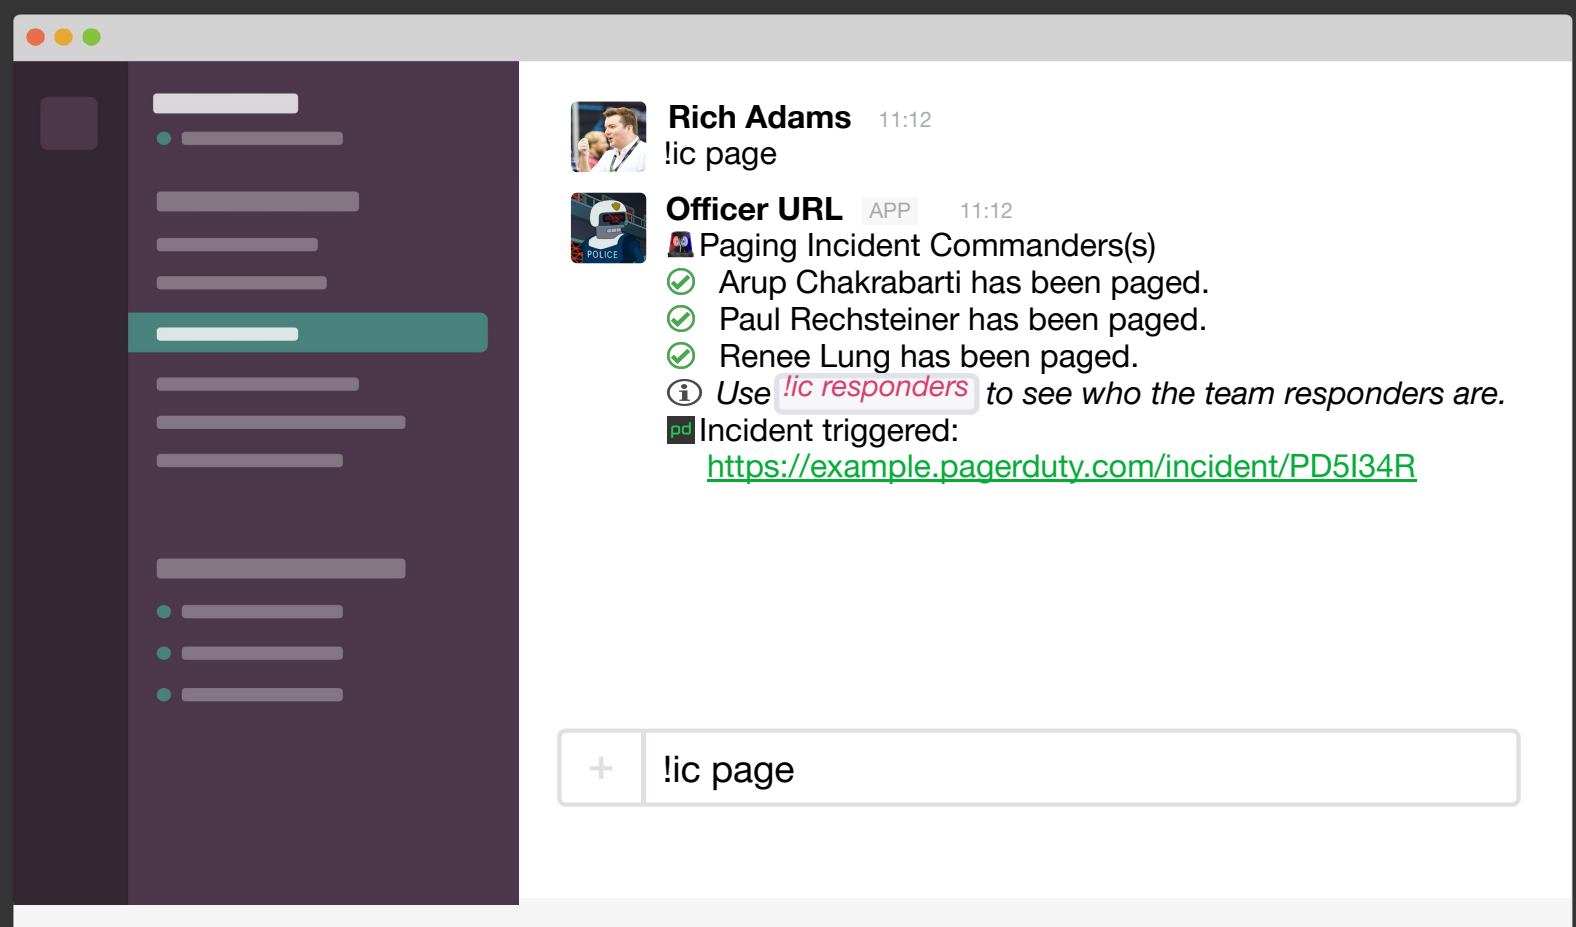 Rich Adams 11:12
!ic page
Officer URL APP 11:12
POLICE
Paging Incident Commanders(s)
Arup Chakrabarti has been paged.
Paul Rechsteiner has been paged.
Renee Lung has been paged.
Use !ic responders to see who the team responders are.
pd Incident triggered:
https://example.pagerduty.com/incident/PD5I34R
+ !ic page